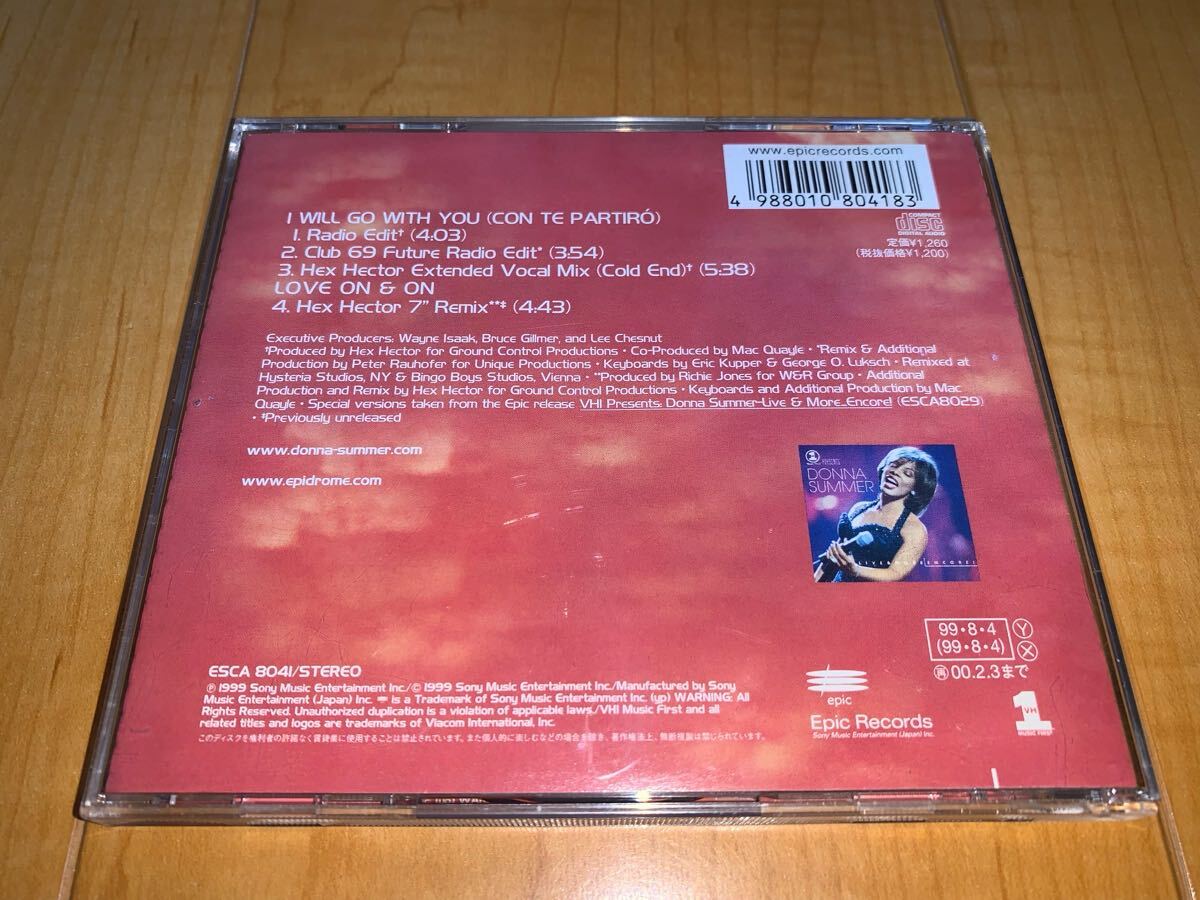 www.epicrecords.com
4 988010 804183
COMPACT
disc
DIGITAL AUDIO
定価¥1,260
(税抜価格¥1,200)
I WILL GO WITH YOU (CON TE PARTIRÓ)
1. Radio Edit† (4:03)
2. Club 69 Future Radio Edit* (3:54)
3. Hex Hector Extended Vocal Mix (Cold End)† (5:38)
LOVE ON & ON
4. Hex Hector 7" Remix**‡ (4:43)
Executive Producers: Wayne Isaak, Bruce Gillmer, and Lee Chesnut
†Produced by Hex Hector for Ground Control Productions • Co-Produced by Mac Quayle • *Remix & Additional
Production by Peter Rauhofer for Unique Productions • Keyboards by Eric Kupper & George O. Luksch • Remixed at
Hysteria Studios, NY & Bingo Boys Studios, Vienna • **Produced by Richie Jones for W&R Group • Additional
Production and Remix by Hex Hector for Ground Control Productions • Keyboards and Additional Production by Mac
Quayle • Special versions taken from the Epic release VH1 Presents: Donna Summer-Live & More...Encore! (ESCA8029)
• ‡Previously unreleased
www.donna-summer.com
www.epidrome.com
DONNA
SUMMER
LIVE & MORE ENCORE!
99・8・4 Y
(99・8・4) X
再00.2.3まで
ESCA 8041/STEREO
℗ 1999 Sony Music Entertainment Inc./© 1999 Sony Music Entertainment Inc./Manufactured by Sony
Music Entertainment (Japan) Inc. is a Trademark of Sony Music Entertainment Inc. (yp) WARNING: All
Rights Reserved. Unauthorized duplication is a violation of applicable laws./VH1 Music First and all
related titles and logos are trademarks of Viacom International, Inc.
このディスクを権利者の許諾なく賃貸業に使用することは禁止されています。また個人的に楽しむなどの場合を除き、著作権法上、無断複製は禁じられています。
epic
Epic Records
Sony Music Entertainment (Japan) Inc.
VH
1
MUSIC FIRST